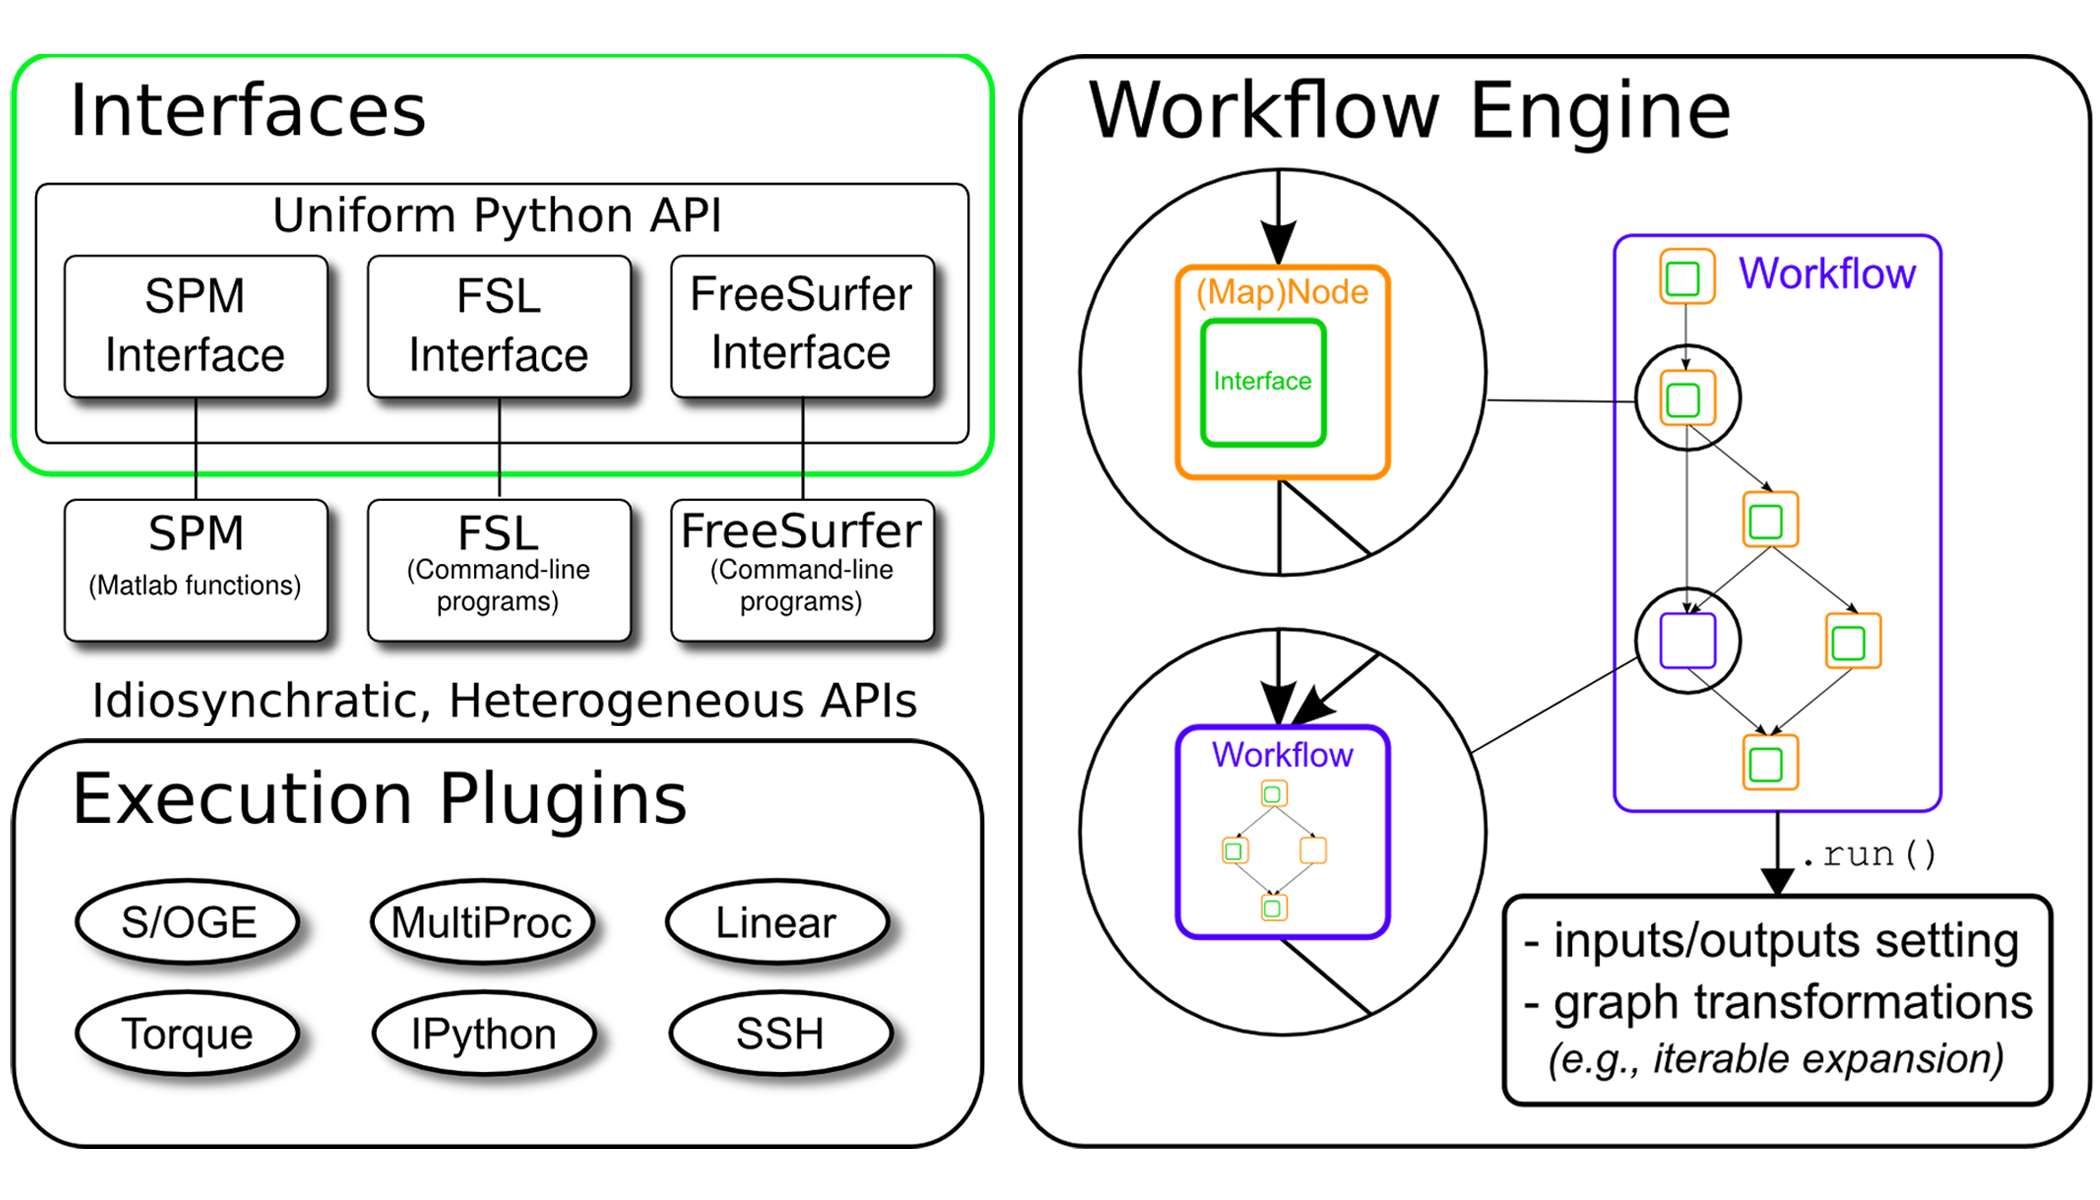 Interfaces
Uniform Python API
SPM
Interface
FSL
Interface
FreeSurfer
Interface
SPM
(Matlab functions)
FSL
(Command-line
programs)
FreeSurfer
(Command-line
programs)
Idiosynchratic, Heterogeneous APIs
Execution Plugins
S/OGE
MultiProc
Linear
Torque
IPython
SSH
Workflow Engine
(Map)Node
Interface
Workflow
Workflow
.run()
- inputs/outputs setting
- graph transformations
(e.g., iterable expansion)